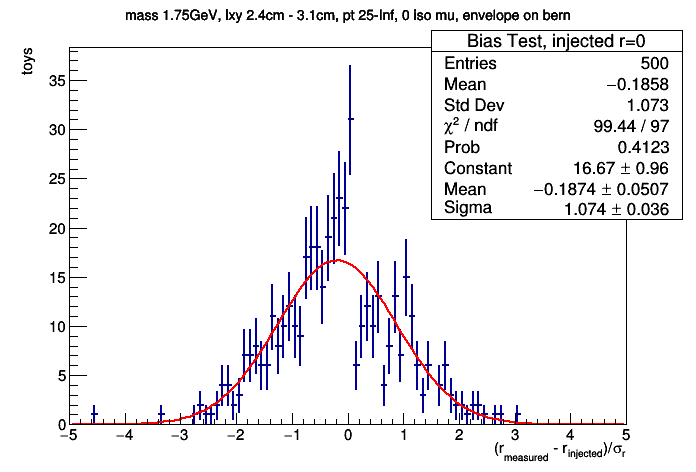 mass 1.75GeV, lxy 2.4cm - 3.1cm, pt 25-Inf, 0 Iso mu, envelope on bern
toys
Bias Test, injected r=0
Entries 500
Mean −0.1858
Std Dev 1.073
χ² / ndf 99.44 / 97
Prob 0.4123
Constant 16.67 ± 0.96
Mean −0.1874 ± 0.0507
Sigma 1.074 ± 0.036
35
30
25
20
15
10
5
0
−5 −4 −3 −2 −1 0 1 2 3 4 5
(r_measured - r_injected)/σ_r